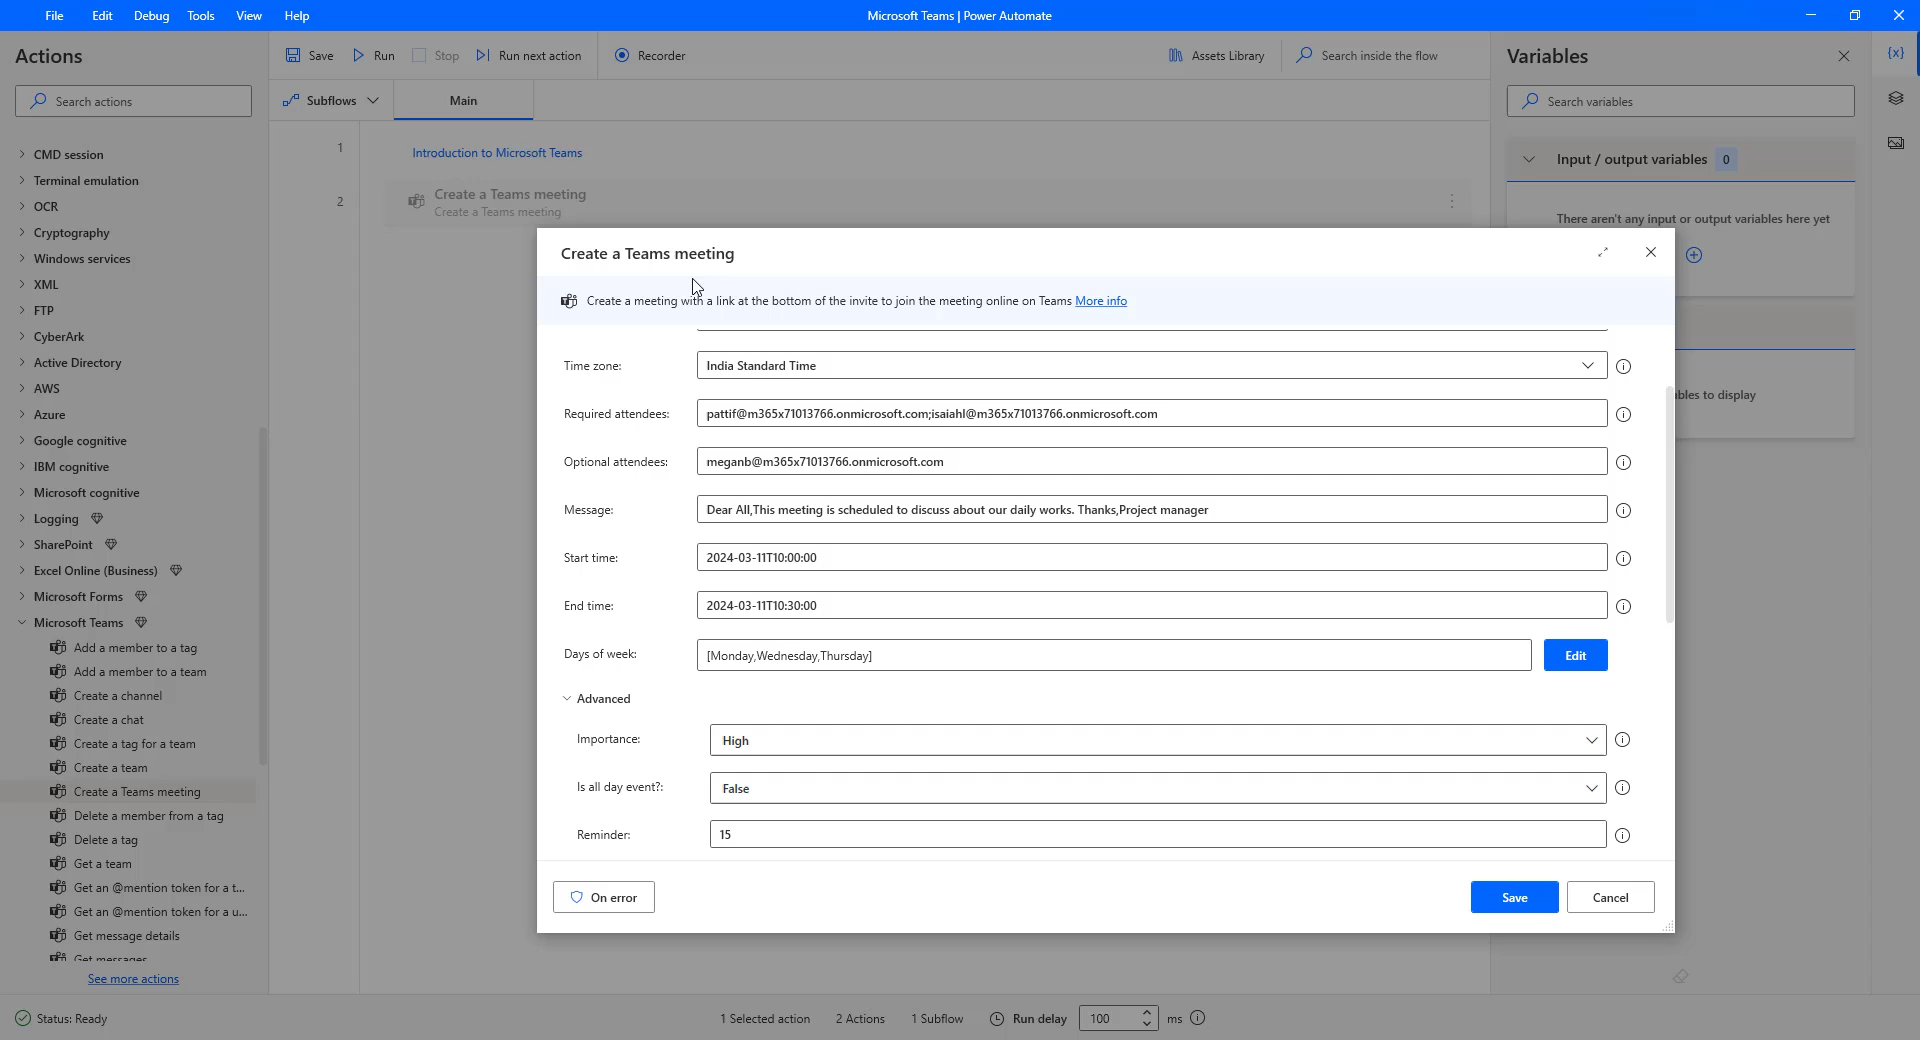 File Edit Debug Tools View Help
Microsoft Teams | Power Automate
Actions
Search actions
CMD session
Terminal emulation
OCR
Cryptography
Windows services
XML
FTP
CyberArk
Active Directory
AWS
Azure
Google cognitive
IBM cognitive
Microsoft cognitive
Logging
SharePoint
Excel Online (Business)
Microsoft Forms
Microsoft Teams
Add a member to a tag
Add a member to a team
Create a channel
Create a chat
Create a tag for a team
Create a team
Create a Teams meeting
Delete a member from a tag
Delete a tag
Get a team
Get an @mention token for a t...
Get an @mention token for a u...
Get message details
Get messages
See more actions
Save Run Stop Run next action Recorder
Assets Library Search inside the flow
Subflows Main
1 Introduction to Microsoft Teams
2 Create a Teams meeting
Create a Teams meeting
Create a Teams meeting
Create a meeting with a link at the bottom of the invite to join the meeting online on Teams More info
Time zone: India Standard Time
Required attendees: pattif@m365x71013766.onmicrosoft.com;isaiahl@m365x71013766.onmicrosoft.com
Optional attendees: meganb@m365x71013766.onmicrosoft.com
Message: Dear All,This meeting is scheduled to discuss about our daily works. Thanks,Project manager
Start time: 2024-03-11T10:00:00
End time: 2024-03-11T10:30:00
Days of week: [Monday,Wednesday,Thursday] Edit
Advanced
Importance: High
Is all day event?: False
Reminder: 15
On error Save Cancel
Variables {x}
Search variables
Input / output variables 0
There aren't any input or output variables here yet
bles to display
Status: Ready 1 Selected action 2 Actions 1 Subflow Run delay 100 ms